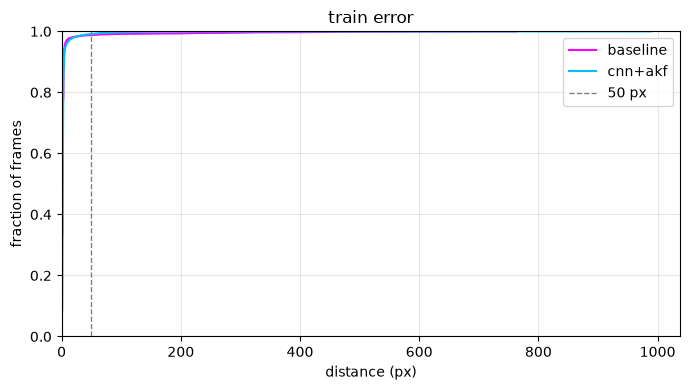 train error
fraction of frames
1.0
0.8
0.6
0.4
0.2
0.0
baseline
cnn+akf
50 px
0 200 400 600 800 1000
distance (px)